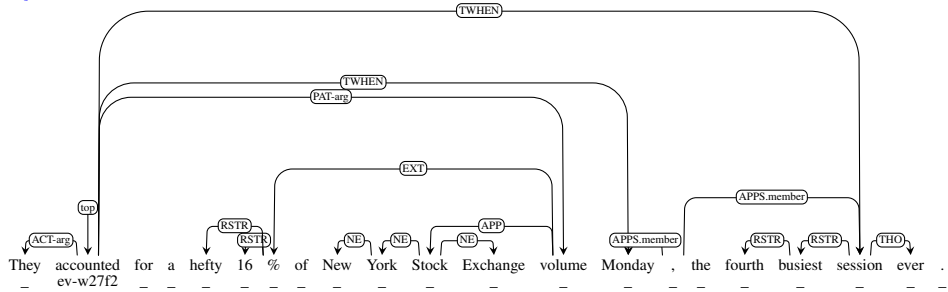 TWHEN
TWHEN
PAT-arg
EXT
top
APPS.member
RSTR
APP
ACT-arg
RSTR
NE
NE
NE
APPS.member
RSTR
RSTR
THO
They accounted for a hefty 16 % of New York Stock Exchange volume Monday , the fourth busiest session ever .
_ ev-w27f2 _ _ _ _ _ _ _ _ _ _ _ _ _ _ _ _ _ _ _